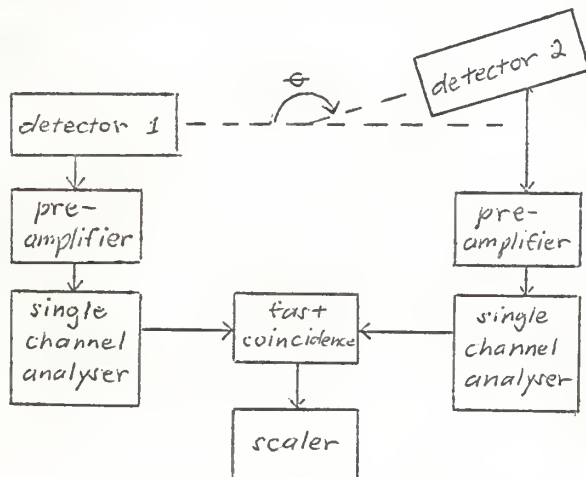 detector 1
θ
detector 2
pre-
amplifier
pre-
amplifier
single
channel
analyser
fast
coincidence
single
channel
analyser
scaler